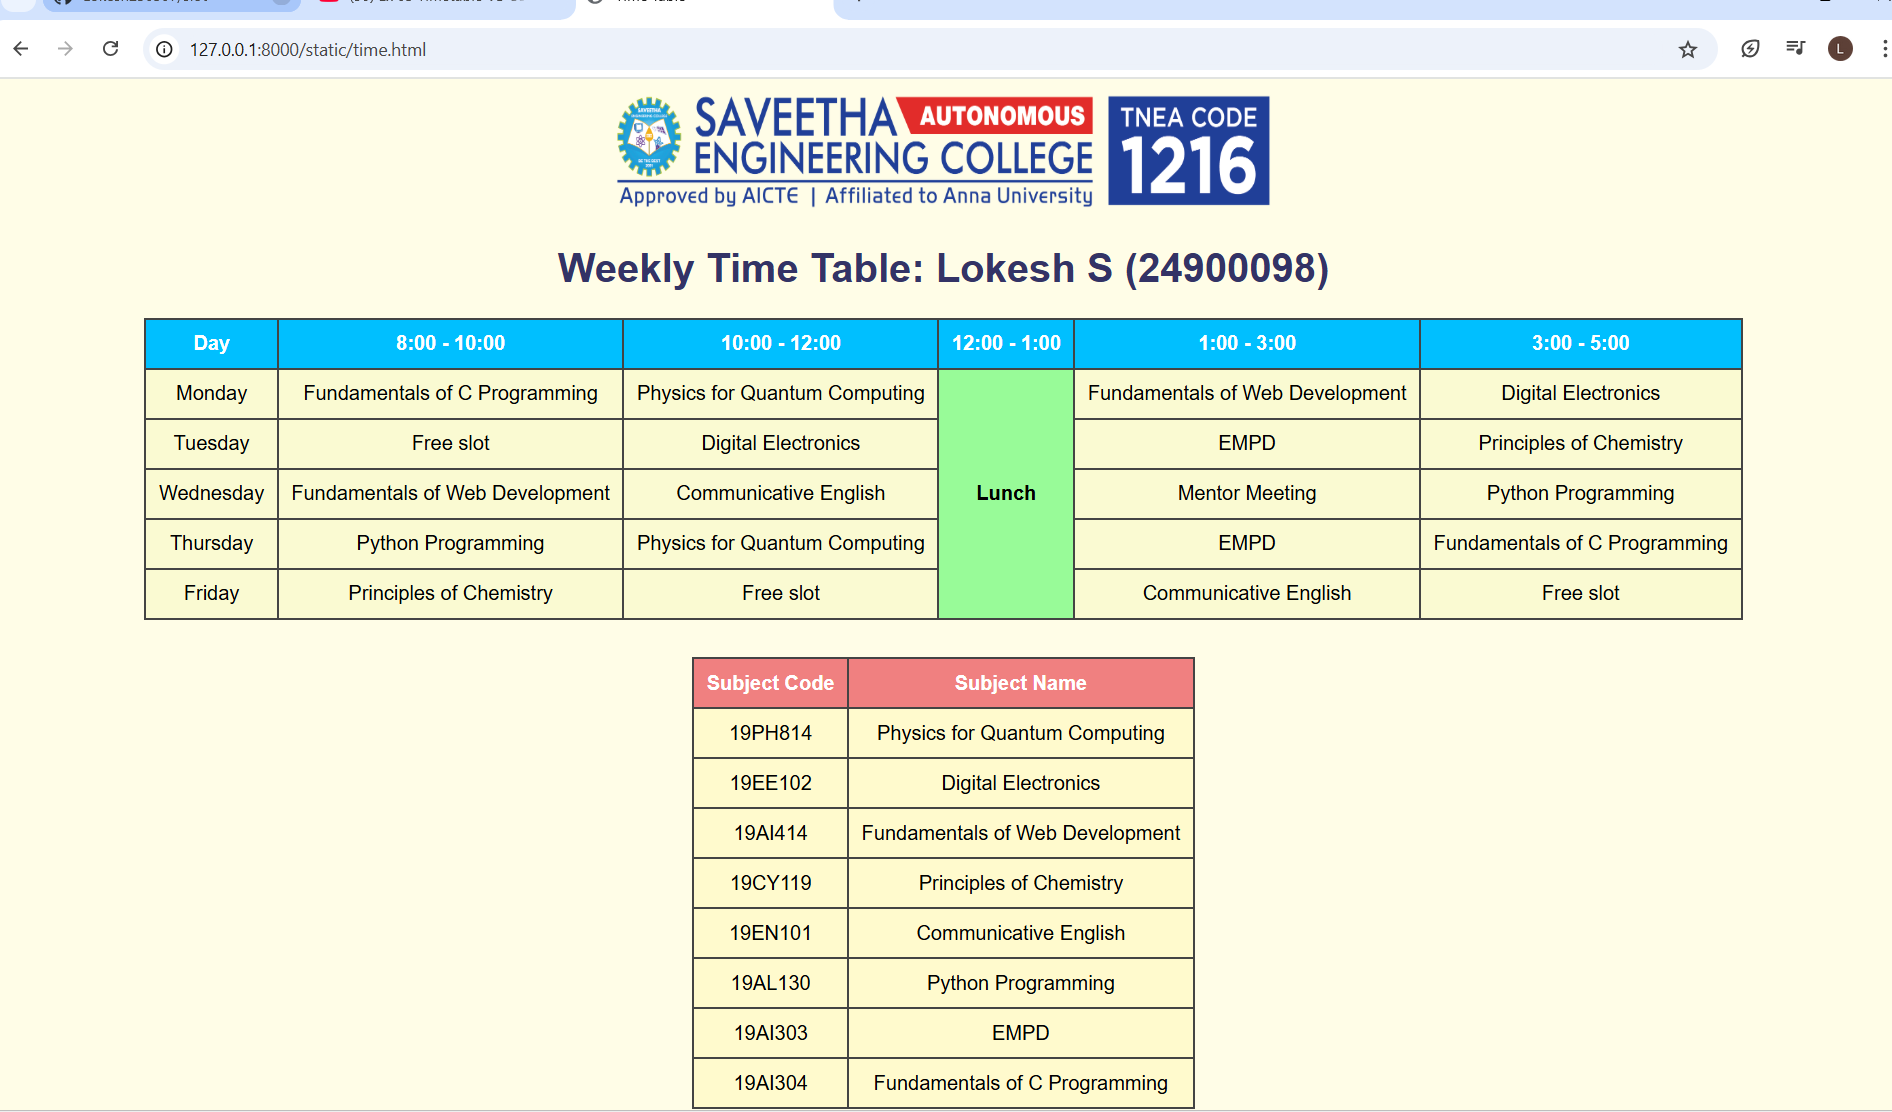 127.0.0.1:8000/static/time.html
L
SAVEETHA AUTONOMOUS
ENGINEERING COLLEGE
Approved by AICTE | Affiliated to Anna University
TNEA CODE
1216
Weekly Time Table: Lokesh S (24900098)
Day 8:00 - 10:00 10:00 - 12:00 12:00 - 1:00 1:00 - 3:00 3:00 - 5:00
Monday Fundamentals of C Programming Physics for Quantum Computing Fundamentals of Web Development Digital Electronics
Tuesday Free slot Digital Electronics EMPD Principles of Chemistry
Wednesday Fundamentals of Web Development Communicative English Lunch Mentor Meeting Python Programming
Thursday Python Programming Physics for Quantum Computing EMPD Fundamentals of C Programming
Friday Principles of Chemistry Free slot Communicative English Free slot
Subject Code Subject Name
19PH814 Physics for Quantum Computing
19EE102 Digital Electronics
19AI414 Fundamentals of Web Development
19CY119 Principles of Chemistry
19EN101 Communicative English
19AL130 Python Programming
19AI303 EMPD
19AI304 Fundamentals of C Programming